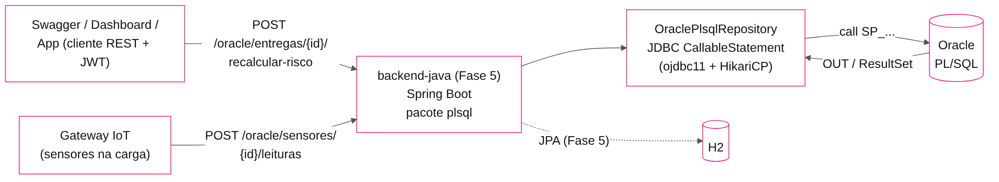 Swagger / Dashboard /
App (cliente REST +
JWT)
POST
/oracle/entregas/{id}/
recalcular-risco
Gateway IoT
(sensores na carga)
POST /oracle/sensores/
{id}/leituras
backend-java (Fase 5)
Spring Boot
pacote plsql
OraclePlsqlRepository
JDBC CallableStatement
(ojdbc11 + HikariCP)
JPA (Fase 5)
H2
call SP_...
OUT / ResultSet
Oracle
PL/SQL